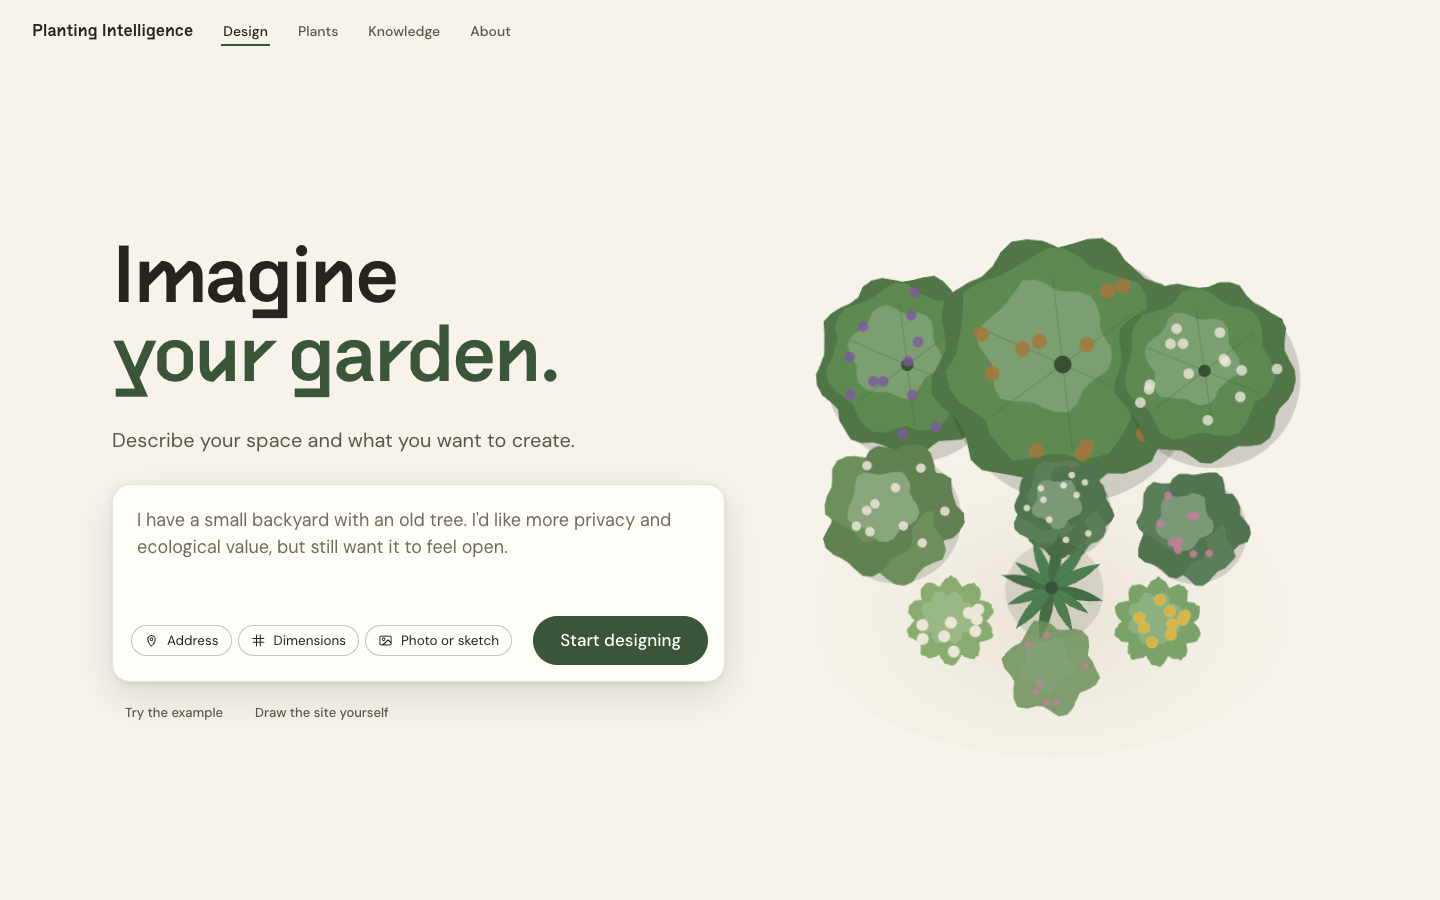 Planting Intelligence
Design
Plants
Knowledge
About
Imagine
your garden.
Describe your space and what you want to create.
I have a small backyard with an old tree. I'd like more privacy and
ecological value, but still want it to feel open.
Address
Dimensions
Photo or sketch
Start designing
Try the example
Draw the site yourself